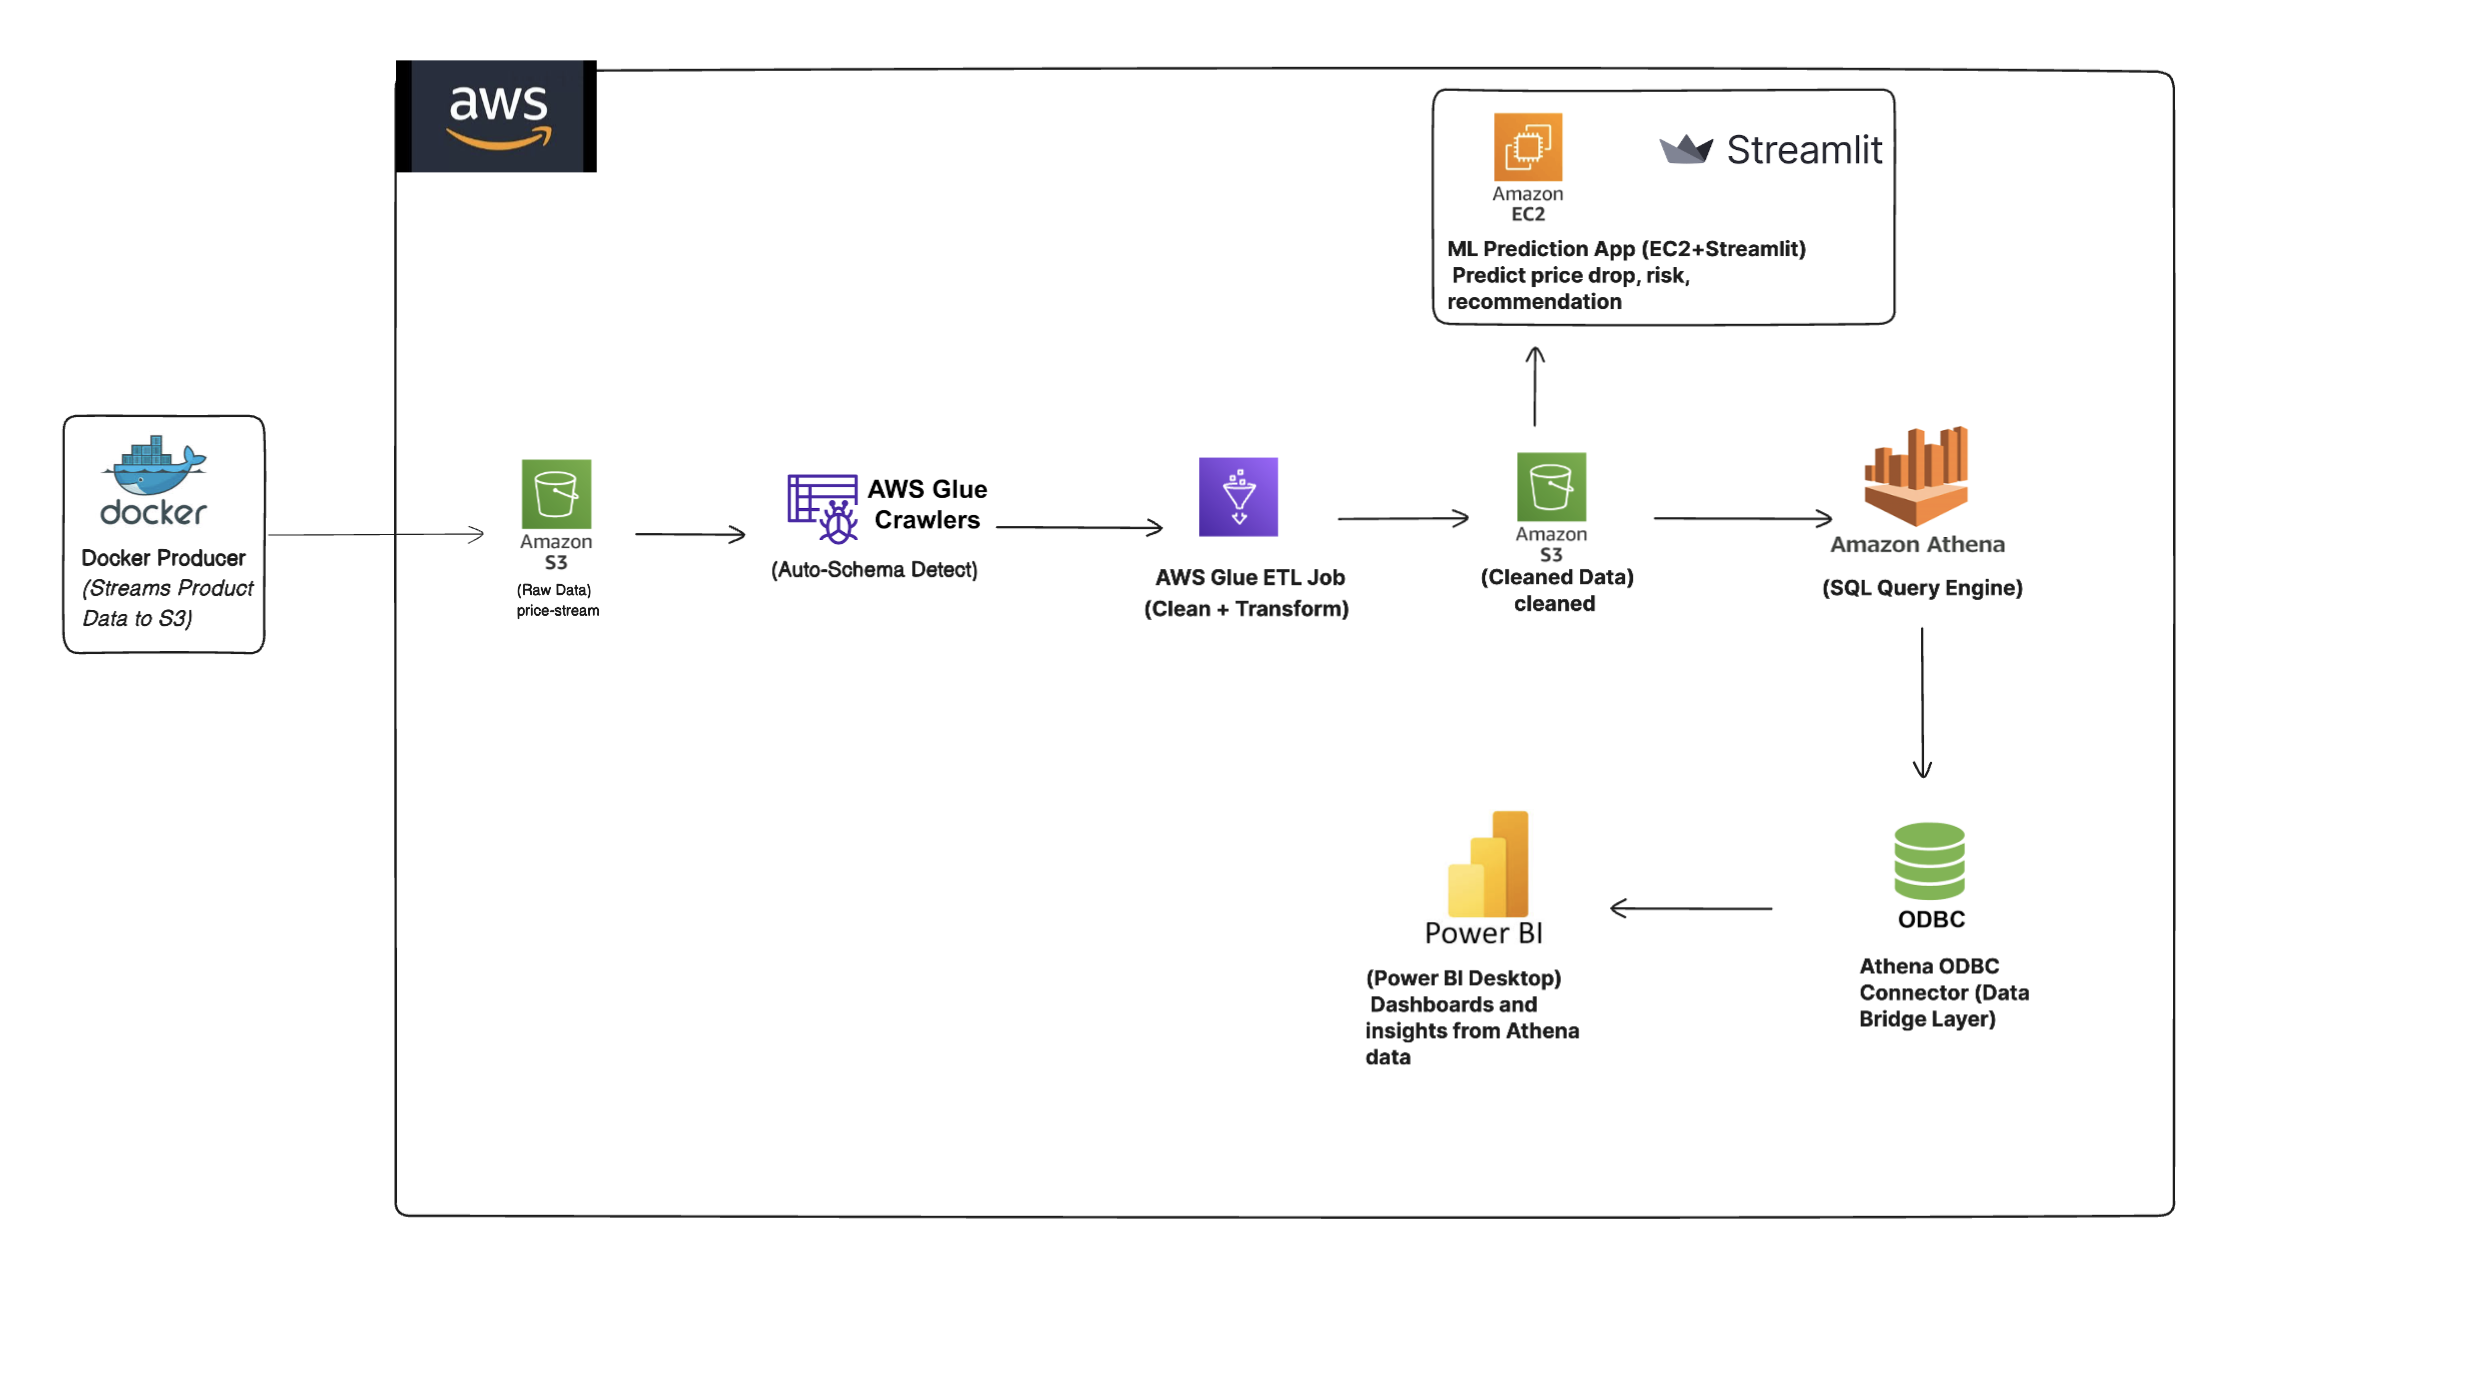 aws
Amazon
EC2
Streamlit
ML Prediction App (EC2+Streamlit)
Predict price drop, risk,
recommendation
docker
Docker Producer
(Streams Product
Data to S3)
Amazon
S3
(Raw Data)
price-stream
AWS Glue
Crawlers
(Auto-Schema Detect)
AWS Glue ETL Job
(Clean + Transform)
Amazon
S3
(Cleaned Data)
cleaned
Amazon Athena
(SQL Query Engine)
ODBC
Athena ODBC
Connector (Data
Bridge Layer)
Power BI
(Power BI Desktop)
Dashboards and
insights from Athena
data